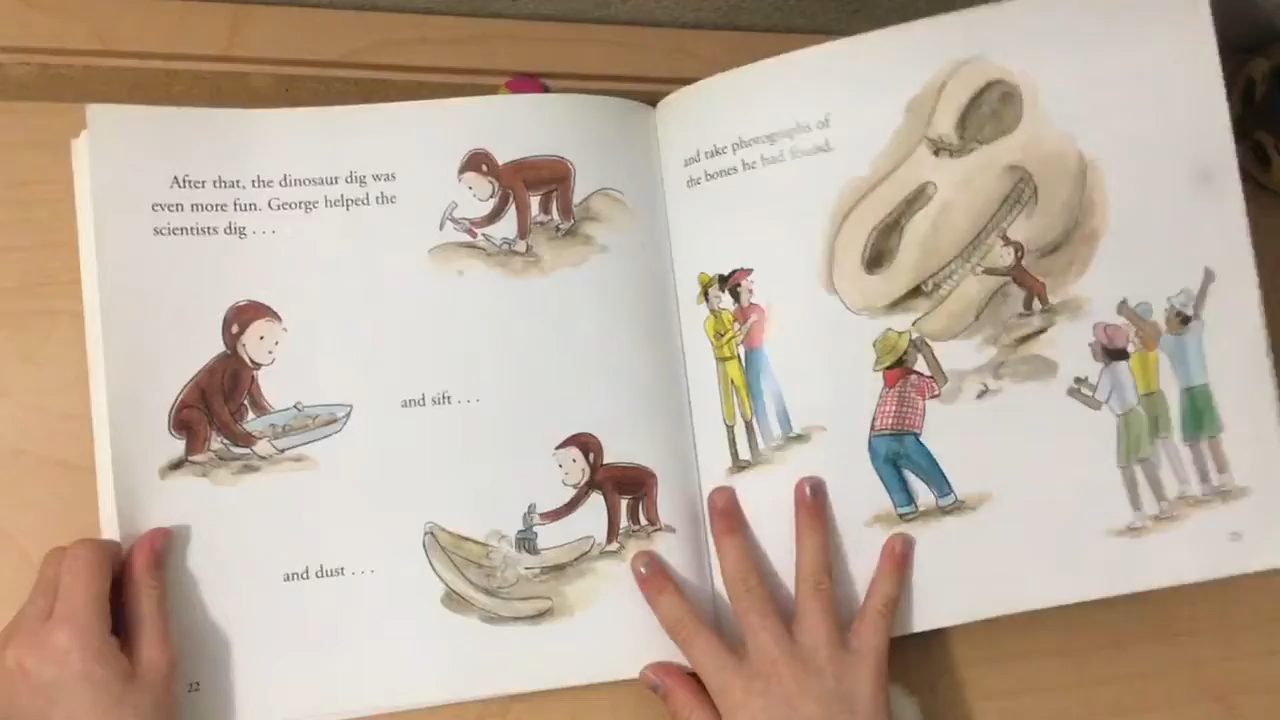 After that, the dinosaur dig was
even more fun. George helped the
scientists dig . . .
and sift . . .
and dust . . .
22
and take photographs of
the bones he had found.